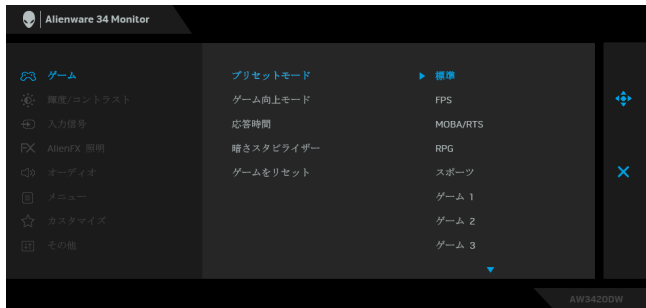 Alienware 34 Monitor
ゲーム プリセットモード 標準
輝度/コントラスト ゲーム向上モード FPS
入力信号 応答時間 MOBA/RTS
FX AlienFX 照明 暗さスタビライザー RPG
オーディオ ゲームをリセット スポーツ
メニュー ゲーム 1
カスタマイズ ゲーム 2
その他 ゲーム 3
AW3420DW